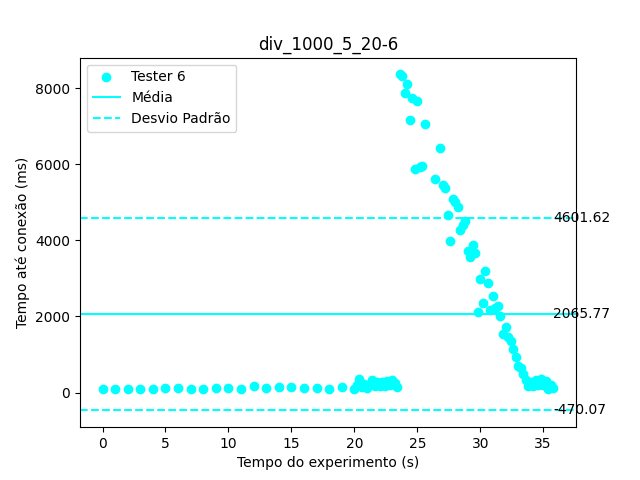 div_1000_5_20-6
Tester 6
Média
Desvio Padrão
Tempo até conexão (ms)
8000
6000
4000
2000
0
4601.62
2065.77
-470.07
0 5 10 15 20 25 30 35
Tempo do experimento (s)